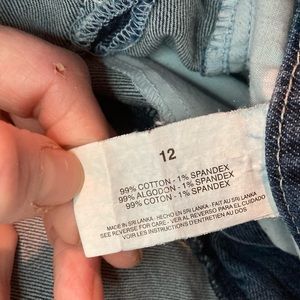 12
99% COTTON - 1% SPANDEX
99% ALGODON - 1% SPANDEX
99% COTON - 1% SPANDEX
MADE IN SRI LANKA - HECHO EN SRI LANKA - FAIT AU SRI LANKA
SEE REVERSE FOR CARE - VER AL REVERSO PARA EL CUIDADO
VOIR LES INSTRUCTIONS D'ENTRETIEN AU DOS